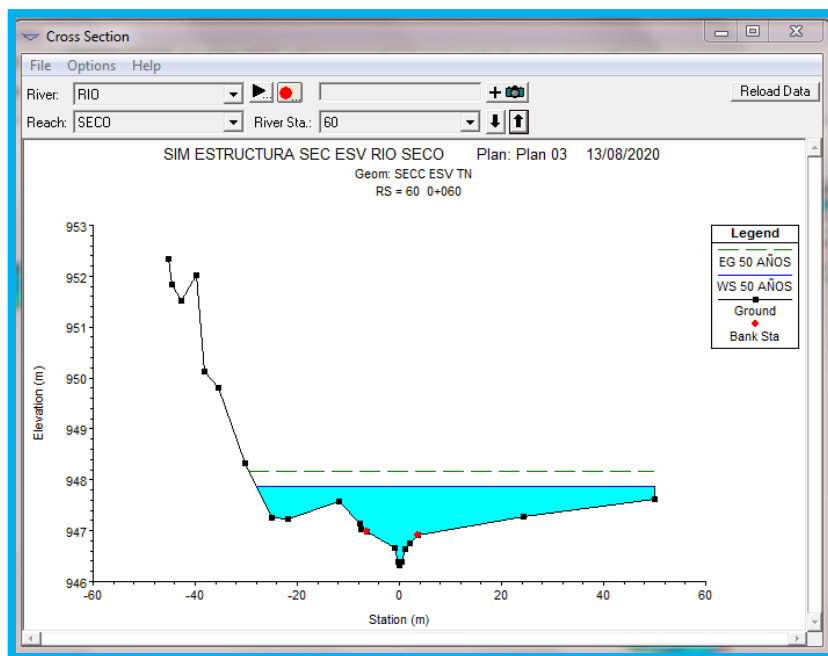 Cross Section
File Options Help
River: RIO
Reload Data
Reach: SECO River Sta.: 60
SIM ESTRUCTURA SEC ESV RIO SECO Plan: Plan 03 13/08/2020
Geom: SECC ESV TN
RS = 60 0+060
953
952
951
950
949
948
947
946
Elevation (m)
-60 -40 -20 0 20 40 60
Station (m)
Legend
EG 50 AÑOS
WS 50 AÑOS
Ground
Bank Sta